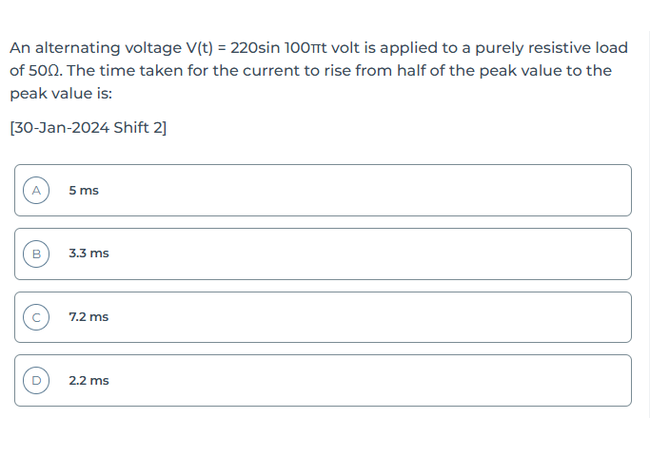 An alternating voltage V(t) = 220sin 100πt volt is applied to a purely resistive load
of 50Ω. The time taken for the current to rise from half of the peak value to the
peak value is:
[30-Jan-2024 Shift 2]
A 5 ms
B 3.3 ms
C 7.2 ms
D 2.2 ms